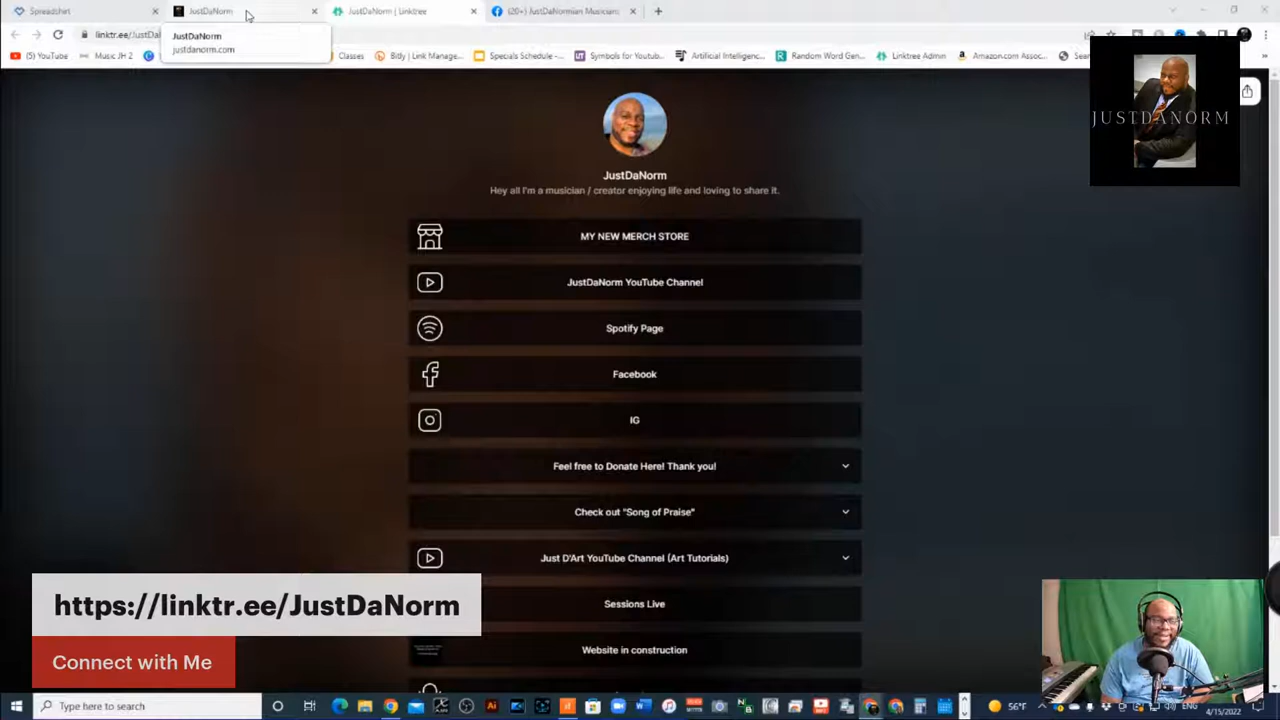 Spreadshirt
JustDaNorm
JustDaNorm | Linktree
(20+) JustDaNormian Musicians
JustDaNorm
justdanorm.com
linktr.ee/JustDa
(5) YouTube
Music JH 2
Classes
Bitly | Link Manage...
Specials Schedule -...
Symbols for Youtub...
Artificial Intelligenc...
Random Word Gen...
Linktree Admin
Amazon.com Assoc...
JUSTDANORM
JustDaNorm
Hey all I'm a musician / creator enjoying life and loving to share it.
MY NEW MERCH STORE
JustDaNorm YouTube Channel
Spotify Page
Facebook
IG
Feel free to Donate Here! Thank you!
Check out "Song of Praise"
Just D'Art YouTube Channel (Art Tutorials)
Sessions Live
Website in construction
https://linktr.ee/JustDaNorm
Connect with Me
Type here to search
56°F
ENG
4/15/2022